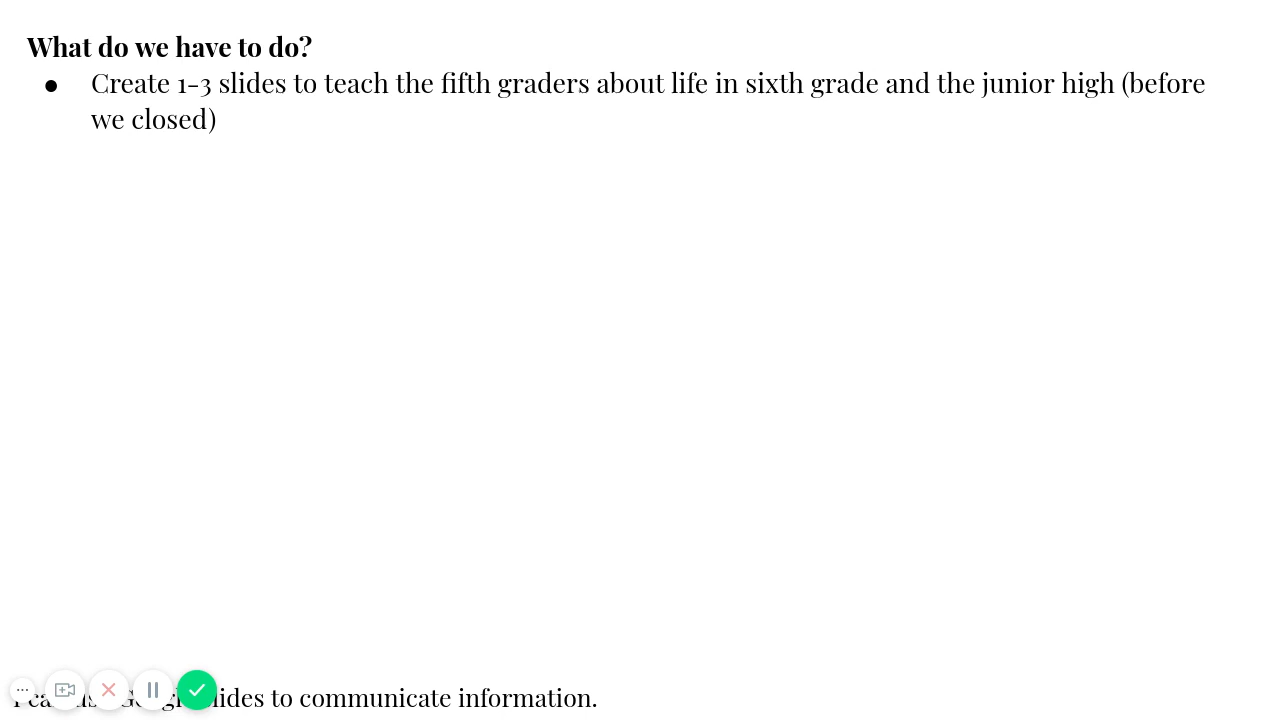 What do we have to do?
● Create 1-3 slides to teach the fifth graders about life in sixth grade and the junior high (before
we closed)
to communicate information.